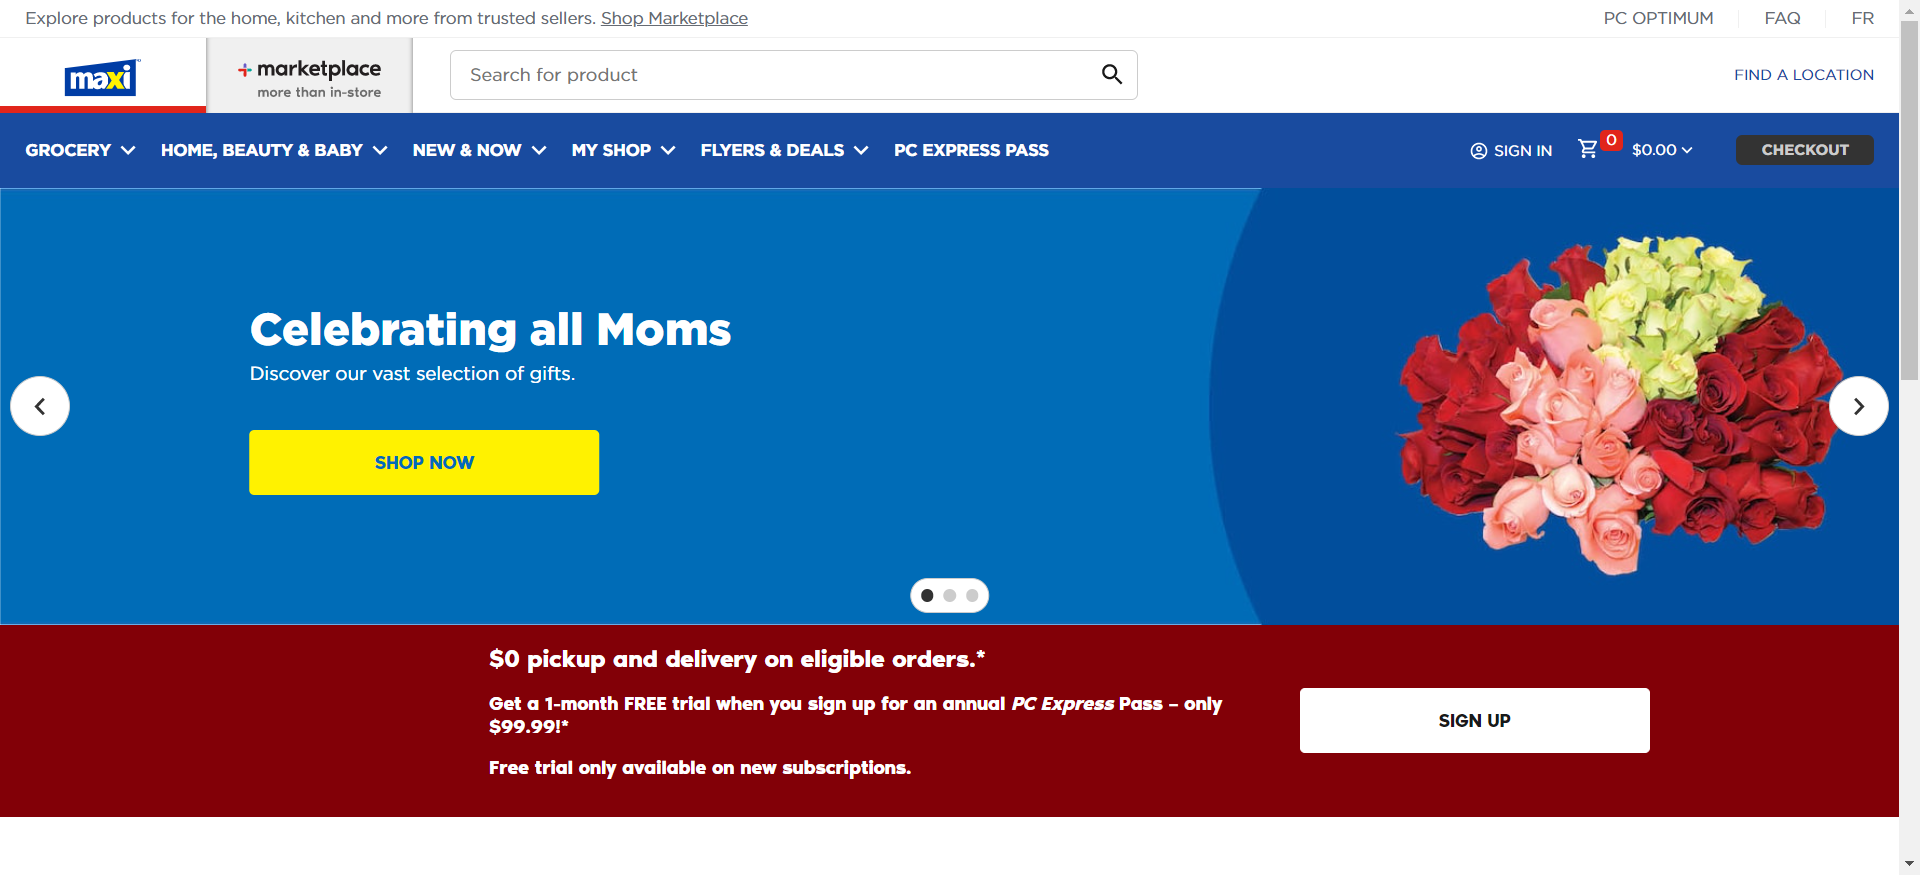 Explore products for the home, kitchen and more from trusted sellers. Shop Marketplace
PC OPTIMUM
FAQ
FR
maxi
marketplace
more than in-store
Search for product
FIND A LOCATION
GROCERY
HOME, BEAUTY & BABY
NEW & NOW
MY SHOP
FLYERS & DEALS
PC EXPRESS PASS
SIGN IN
0
$0.00
CHECKOUT
Celebrating all Moms
Discover our vast selection of gifts.
SHOP NOW
$0 pickup and delivery on eligible orders.*
Get a 1-month FREE trial when you sign up for an annual PC Express Pass – only
$99.99!*
Free trial only available on new subscriptions.
SIGN UP